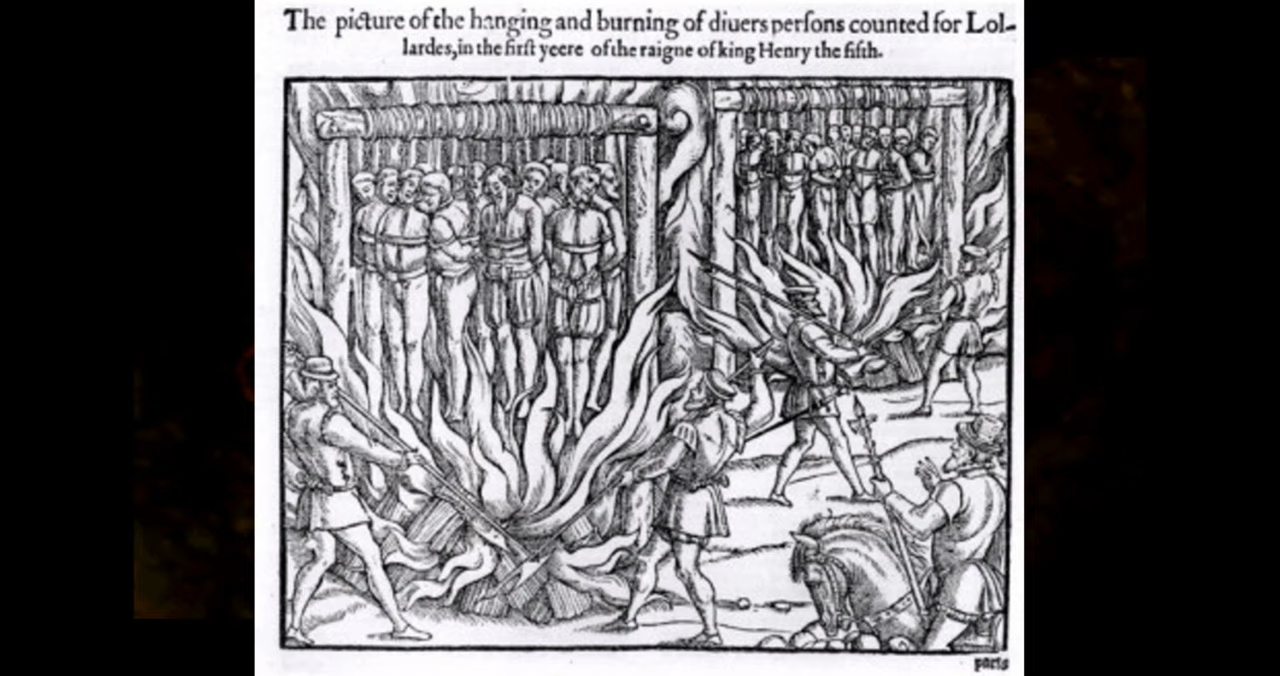 The picture of the hanging and burning of diuers perſons counted for Lol-
lardes, in the firſt yeere of the raigne of king Henry the fifth.
parts